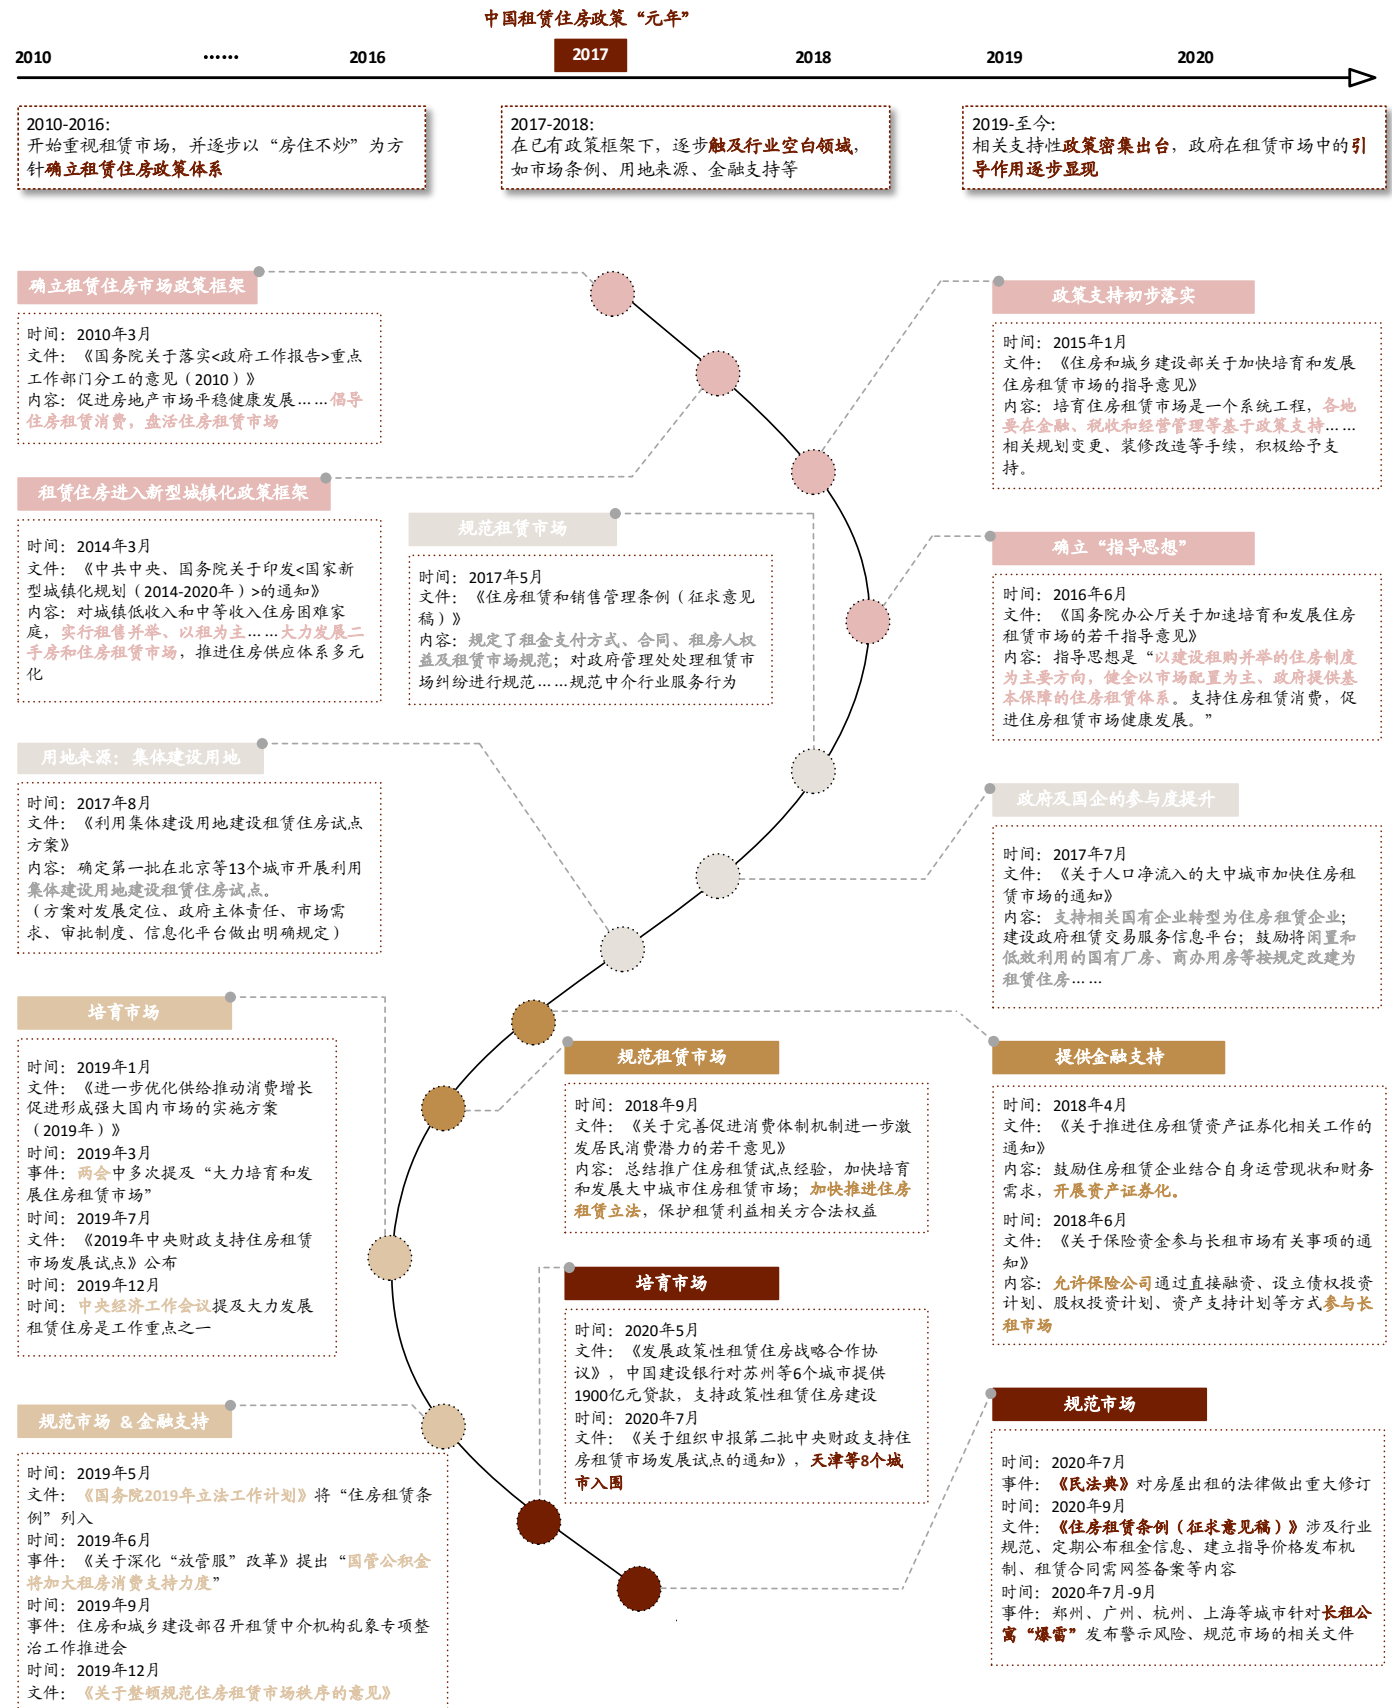 中国租赁住房政策“元年”
2010
……
2016
2017
2018
2019
2020
2010-2016:
开始重视租赁市场，并逐步以“房住不炒”为方
针确立租赁住房政策体系
2017-2018:
在已有政策框架下，逐步触及行业空白领域，
如市场条例、用地来源、金融支持等
2019-至今:
相关支持性政策密集出台，政府在租赁市场中的引
导作用逐步显现
确立租赁住房市场政策框架
时间：2010年3月
文件：《国务院关于落实<政府工作报告>重点
工作部门分工的意见（2010）》
内容：促进房地产市场平稳健康发展……倡导
住房租赁消费，盘活住房租赁市场
政策支持初步落实
时间：2015年1月
文件：《住房和城乡建设部关于加快培育和发展
住房租赁市场的指导意见》
内容：培育住房租赁市场是一个系统工程，各地
要在金融、税收和经营管理等基于政策支持……
相关规划变更、装修改造等手续，积极给予支
持。
租赁住房进入新型城镇化政策框架
时间：2014年3月
文件：《中共中央、国务院关于印发<国家新
型城镇化规划（2014-2020年）>的通知》
内容：对城镇低收入和中等收入住房困难家
庭，实行租售并举、以租为主……大力发展二
手房和住房租赁市场，推进住房供应体系多元
化
规范租赁市场
时间：2017年5月
文件：《住房租赁和销售管理条例（征求意见
稿）》
内容：规定了租金支付方式、合同、租房人权
益及租赁市场规范；对政府管理处处理租赁市
场纠纷进行规范……规范中介行业服务行为
确立“指导思想”
时间：2016年6月
文件：《国务院办公厅关于加速培育和发展住房
租赁市场的若干指导意见》
内容：指导思想是“以建设租购并举的住房制度
为主要方向，健全以市场配置为主、政府提供基
本保障的住房租赁体系。支持住房租赁消费，促
进住房租赁市场健康发展。”
用地来源：集体建设用地
时间：2017年8月
文件：《利用集体建设用地建设租赁住房试点
方案》
内容：确定第一批在北京等13个城市开展利用
集体建设用地建设租赁住房试点。
（方案对发展定位、政府主体责任、市场需
求、审批制度、信息化平台做出明确规定）
政府及国企的参与度提升
时间：2017年7月
文件：《关于人口净流入的大中城市加快住房租
赁市场的通知》
内容：支持相关国有企业转型为住房租赁企业；
建设政府租赁交易服务信息平台；鼓励将闲置和
低效利用的国有厂房、商办用房等按规定改建为
租赁住房……
培育市场
时间：2019年1月
文件：《进一步优化供给推动消费增长
促进形成强大国内市场的实施方案
（2019年）》
时间：2019年3月
事件：两会中多次提及“大力培育和发
展住房租赁市场”
时间：2019年7月
文件：《2019年中央财政支持住房租赁
市场发展试点》公布
时间：2019年12月
时间：中央经济工作会议提及大力发展
租赁住房是工作重点之一
规范租赁市场
时间：2018年9月
文件：《关于完善促进消费体制机制进一步激
发居民消费潜力的若干意见》
内容：总结推广住房租赁试点经验，加快培育
和发展大中城市住房租赁市场；加快推进住房
租赁立法，保护租赁利益相关方合法权益
提供金融支持
时间：2018年4月
文件：《关于推进住房租赁资产证券化相关工作的
通知》
内容：鼓励住房租赁企业结合自身运营现状和财务
需求，开展资产证券化。
时间：2018年6月
文件：《关于保险资金参与长租市场有关事项的通
知》
内容：允许保险公司通过直接融资、设立债权投资
计划、股权投资计划、资产支持计划等方式参与长
租市场
培育市场
时间：2020年5月
文件：《发展政策性租赁住房战略合作协
议》，中国建设银行对苏州等6个城市提供
1900亿元贷款，支持政策性租赁住房建设
时间：2020年7月
文件：《关于组织申报第二批中央财政支持住
房租赁市场发展试点的通知》，天津等8个城
市入围
规范市场 &金融支持
时间：2019年5月
文件：《国务院2019年立法工作计划》将“住房租赁条
例”列入
时间：2019年6月
事件：《关于深化“放管服”改革》提出“国管公积金
将加大租房消费支持力度”
时间：2019年9月
事件：住房和城乡建设部召开租赁中介机构乱象专项整
治工作推进会
时间：2019年12月
文件：《关于整顿规范住房租赁市场秩序的意见》
规范市场
时间：2020年7月
事件：《民法典》对房屋出租的法律做出重大修订
时间：2020年9月
文件：《住房租赁条例（征求意见稿）》涉及行业
规范、定期公布租金信息、建立指导价格发布机
制、租赁合同需网签备案等内容
时间：2020年7月-9月
事件：郑州、广州、杭州、上海等城市针对长租公
寓“爆雷”发布警示风险、规范市场的相关文件